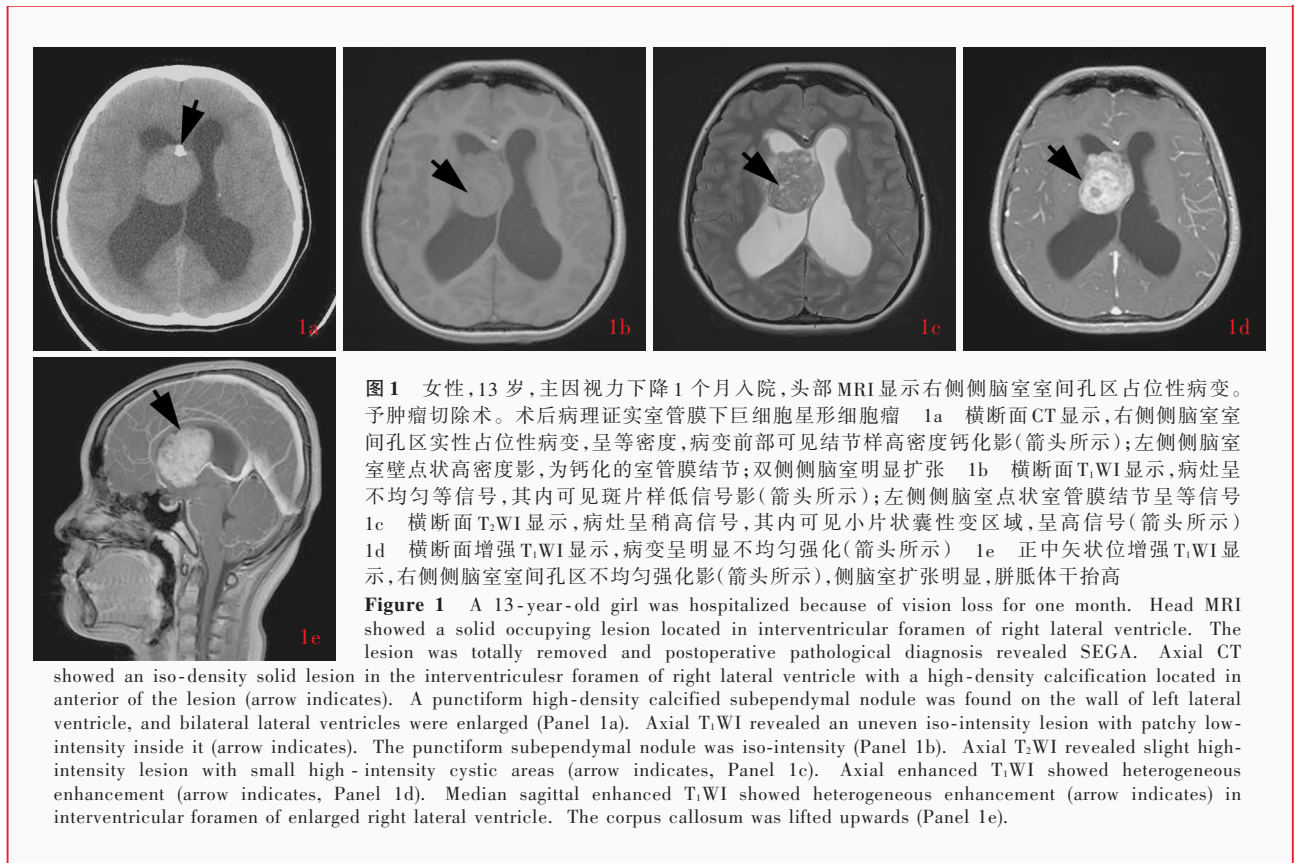 1a
1b
1c
1d
1e
图1 女性,13岁,主因视力下降1个月入院,头部MRI显示右侧侧脑室室间孔区占位性病变。
予肿瘤切除术。术后病理证实室管膜下巨细胞星形细胞瘤 1a 横断面CT显示,右侧侧脑室室
间孔区实性占位性病变,呈等密度,病变前部可见结节样高密度钙化影(箭头所示);左侧侧脑室
室壁点状高密度影,为钙化的室管膜结节;双侧侧脑室明显扩张 1b 横断面T₁WI显示,病灶呈
不均匀等信号,其内可见斑片样低信号影(箭头所示);左侧侧脑室点状室管膜结节呈等信号
1c 横断面T₂WI显示,病灶呈稍高信号,其内可见小片状囊性变区域,呈高信号(箭头所示)
1d 横断面增强T₁WI显示,病变呈明显不均匀强化(箭头所示) 1e 正中矢状位增强T₁WI显
示,右侧侧脑室室间孔区不均匀强化影(箭头所示),侧脑室扩张明显,胼胝体干抬高
Figure 1 A 13-year-old girl was hospitalized because of vision loss for one month. Head MRI
showed a solid occupying lesion located in interventricular foramen of right lateral ventricle. The
lesion was totally removed and postoperative pathological diagnosis revealed SEGA. Axial CT
showed an iso-density solid lesion in the interventriculesr foramen of right lateral ventricle with a high-density calcification located in
anterior of the lesion (arrow indicates). A punctiform high-density calcified subependymal nodule was found on the wall of left lateral
ventricle, and bilateral lateral ventricles were enlarged (Panel 1a). Axial T₁WI revealed an uneven iso-intensity lesion with patchy low-
intensity inside it (arrow indicates). The punctiform subependymal nodule was iso-intensity (Panel 1b). Axial T₂WI revealed slight high-
intensity lesion with small high-intensity cystic areas (arrow indicates, Panel 1c). Axial enhanced T₁WI showed heterogeneous
enhancement (arrow indicates, Panel 1d). Median sagittal enhanced T₁WI showed heterogeneous enhancement (arrow indicates) in
interventricular foramen of enlarged right lateral ventricle. The corpus callosum was lifted upwards (Panel 1e).